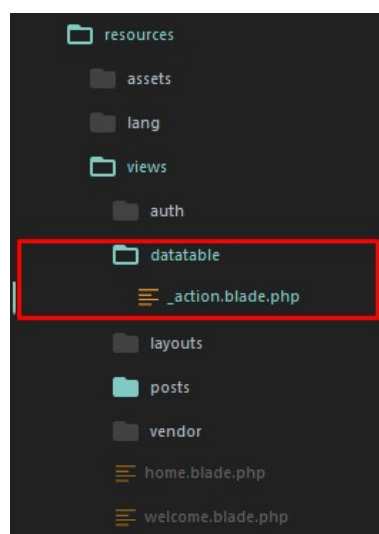 resources
assets
lang
views
auth
datatable
_action.blade.php
layouts
posts
vendor
home.blade.php
welcome.blade.php